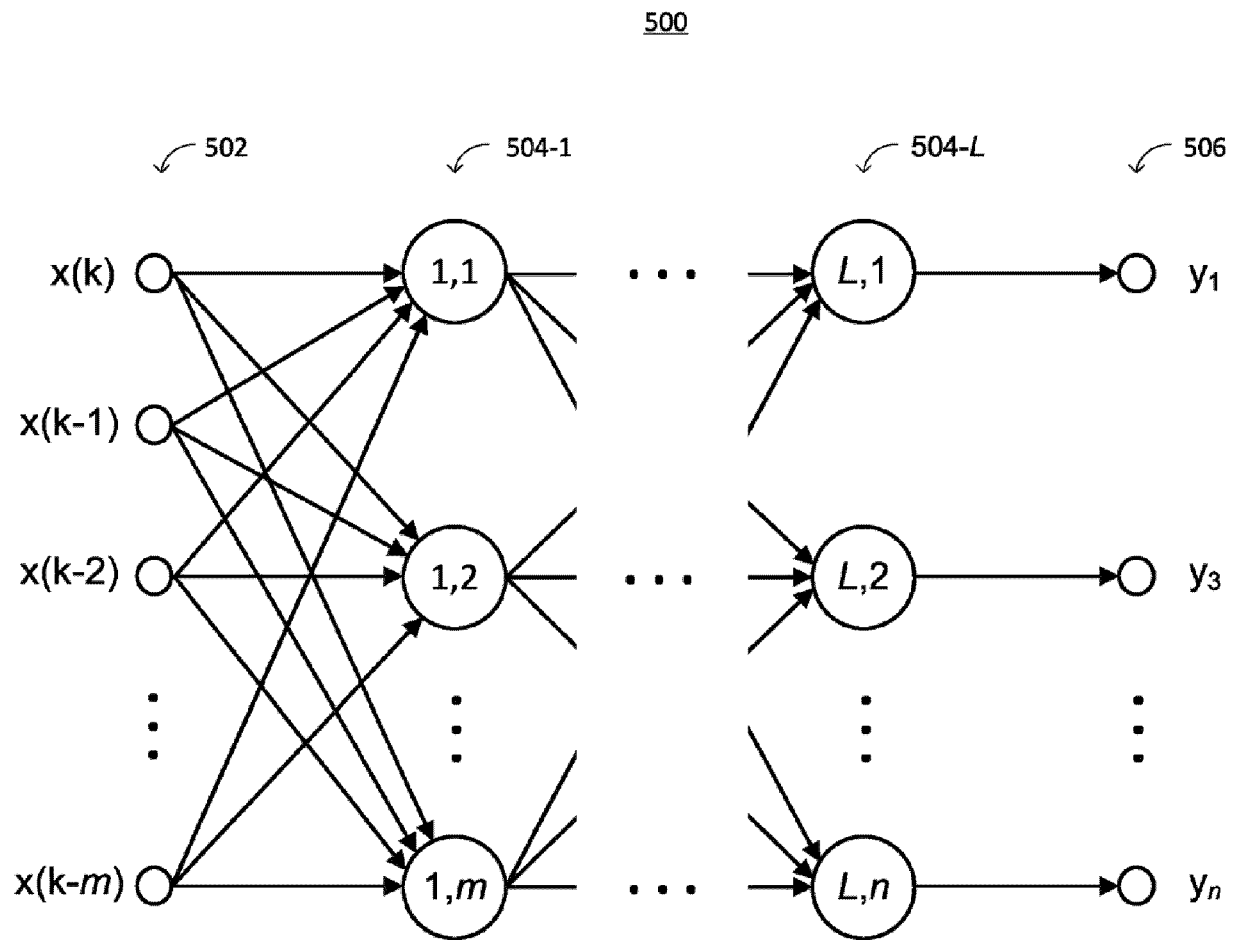 500
502 504-1 504-L 506
x(k) 1,1 ... L,1 y₁
x(k-1)
x(k-2) 1,2 ... L,2 y₃
x(k-m) 1,m ... L,n yₙ